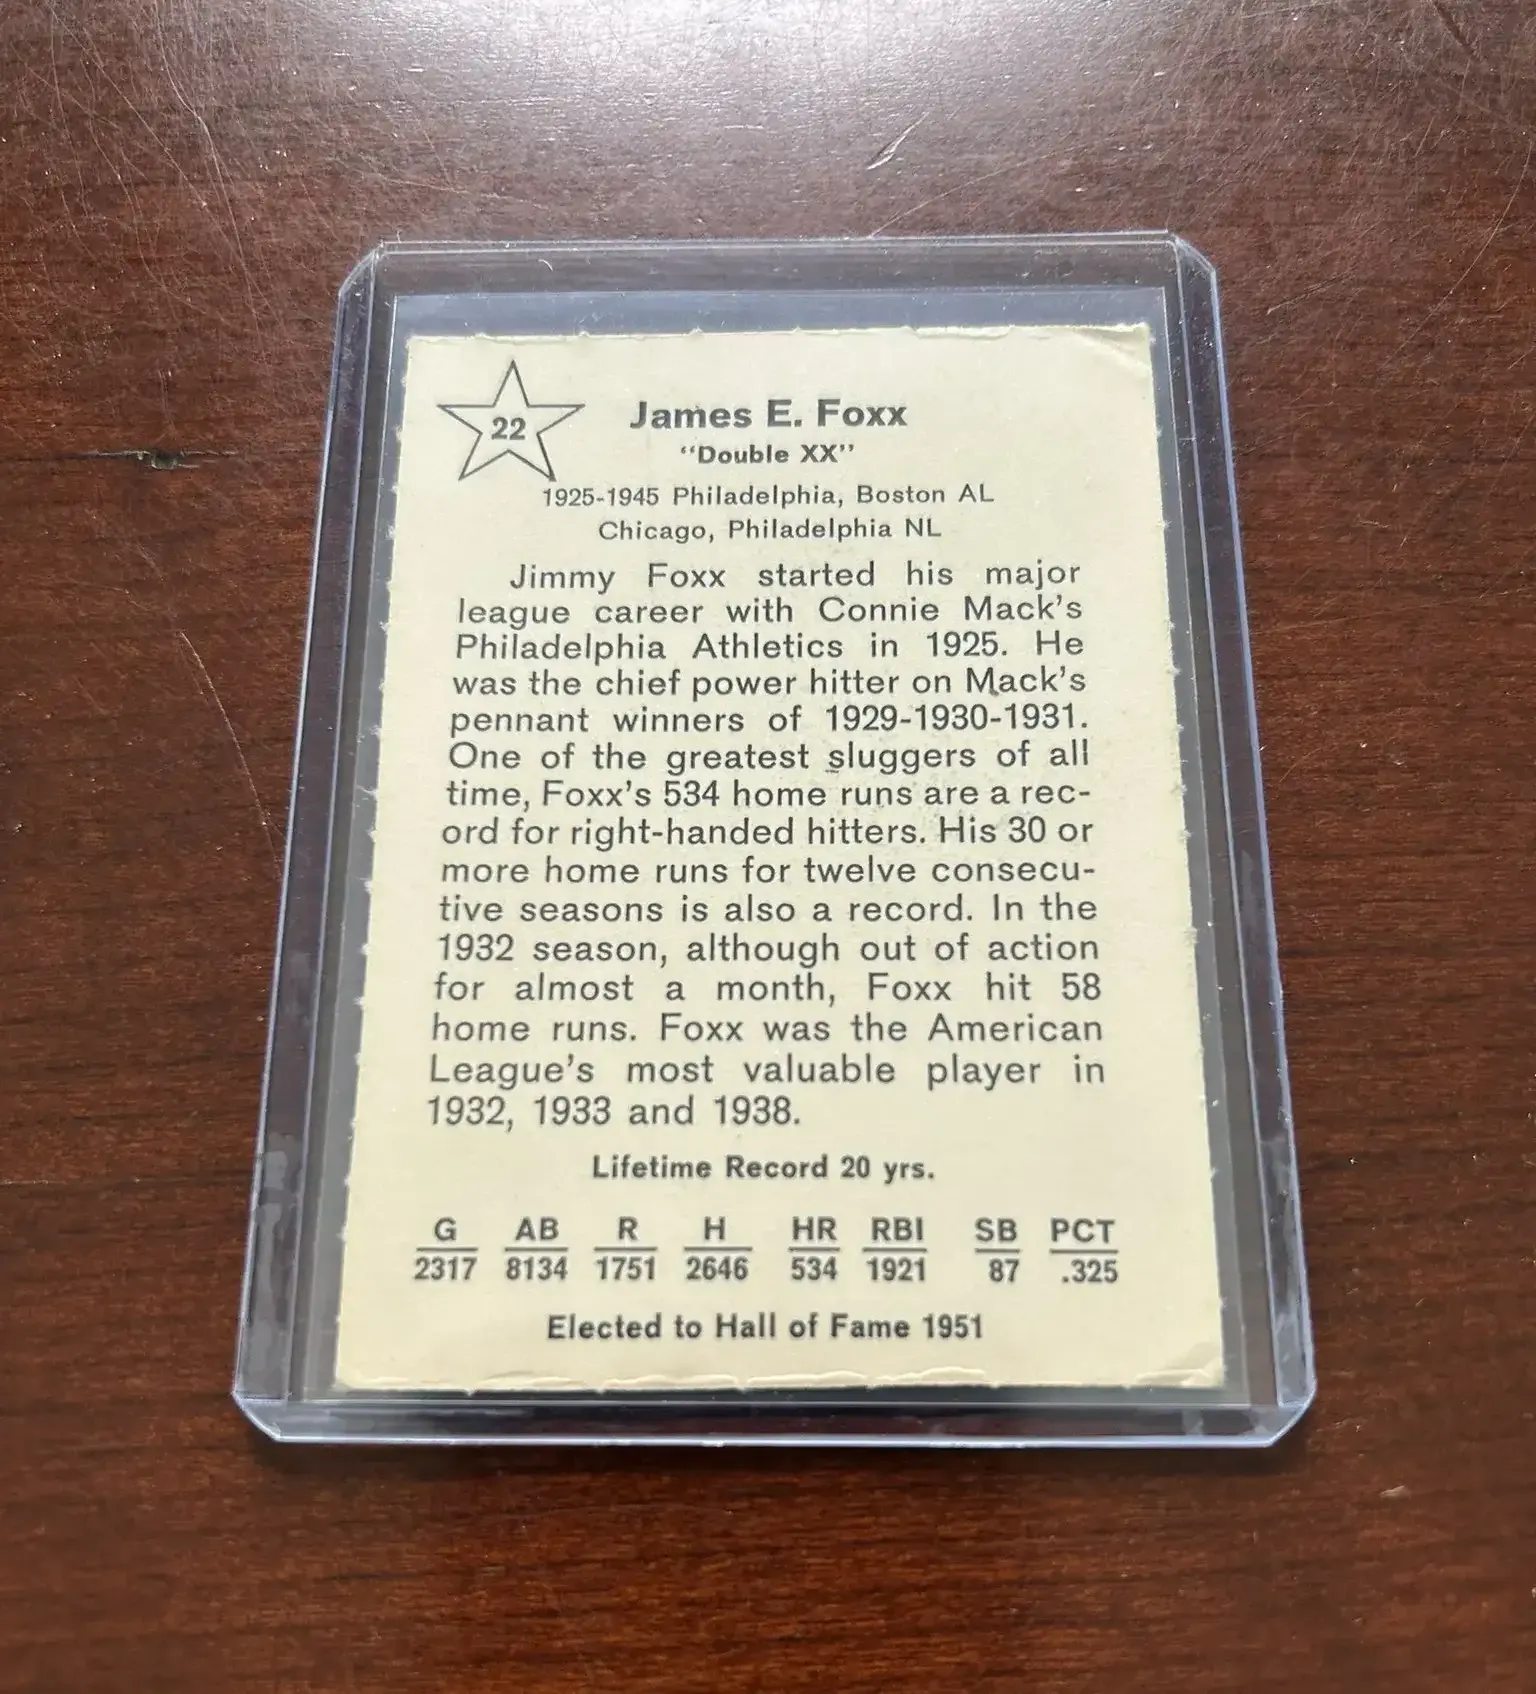 22
James E. Foxx
"Double XX"
1925-1945 Philadelphia, Boston AL
Chicago, Philadelphia NL
Jimmy Foxx started his major
league career with Connie Mack's
Philadelphia Athletics in 1925. He
was the chief power hitter on Mack's
pennant winners of 1929-1930-1931.
One of the greatest sluggers of all
time, Foxx's 534 home runs are a rec-
ord for right-handed hitters. His 30 or
more home runs for twelve consecu-
tive seasons is also a record. In the
1932 season, although out of action
for almost a month, Foxx hit 58
home runs. Foxx was the American
League's most valuable player in
1932, 1933 and 1938.
Lifetime Record 20 yrs.
G AB R H HR RBI SB PCT
2317 8134 1751 2646 534 1921 87 .325
Elected to Hall of Fame 1951